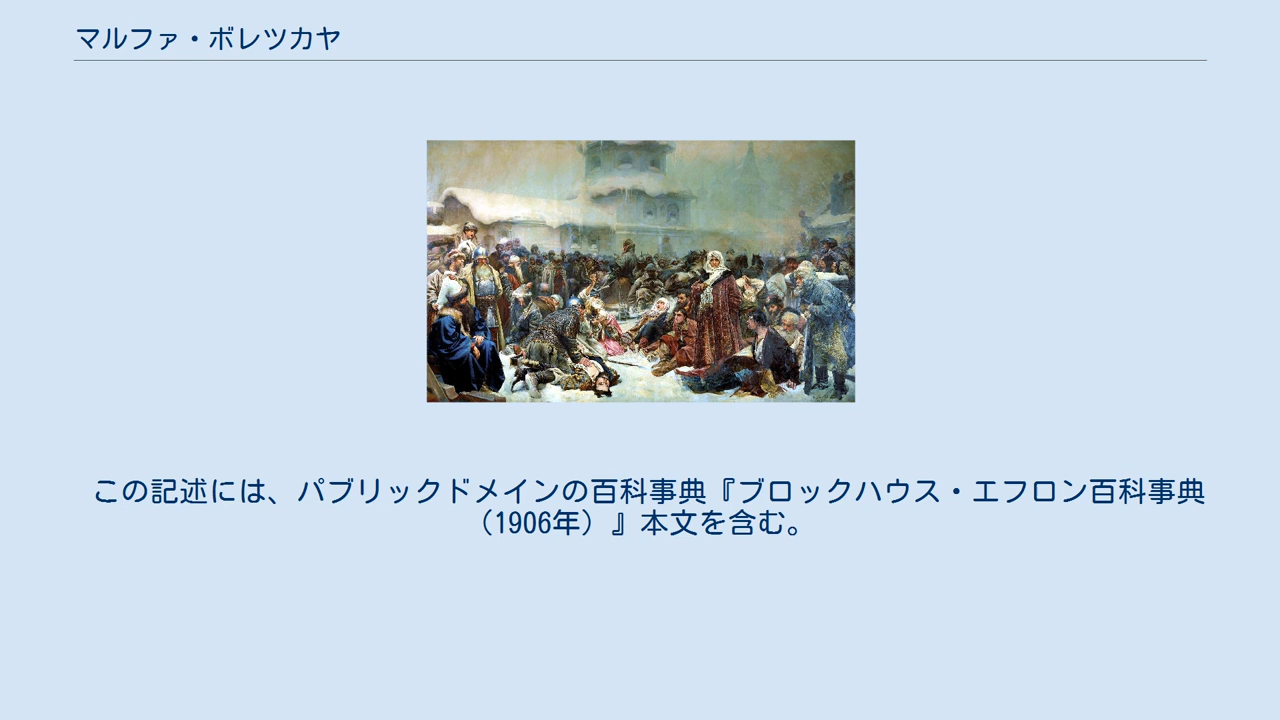 マルファ・ボレツカヤ
この記述には、パブリックドメインの百科事典『ブロックハウス・エフロン百科事典
（1906年）』本文を含む。